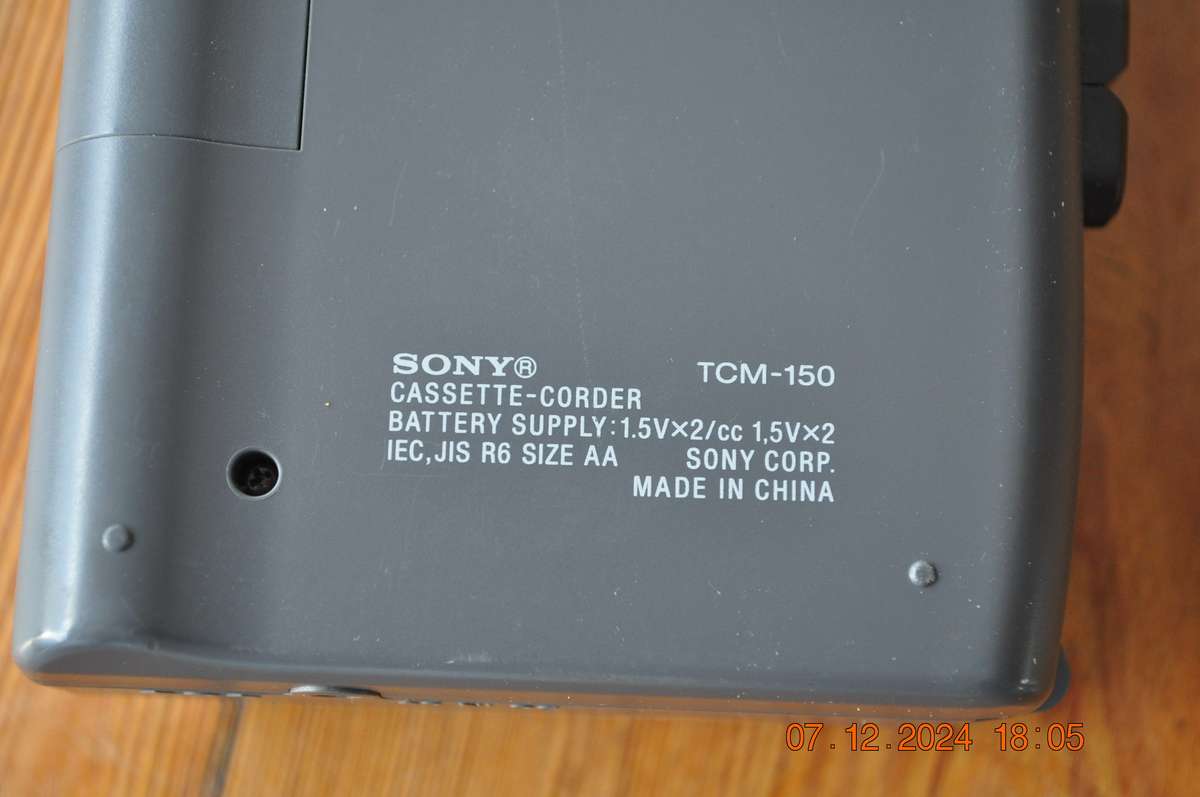 SONY® TCM-150
CASSETTE-CORDER
BATTERY SUPPLY:1.5V×2/cc 1,5V×2
IEC,JIS R6 SIZE AA SONY CORP.
MADE IN CHINA
07.12.2024 18:05